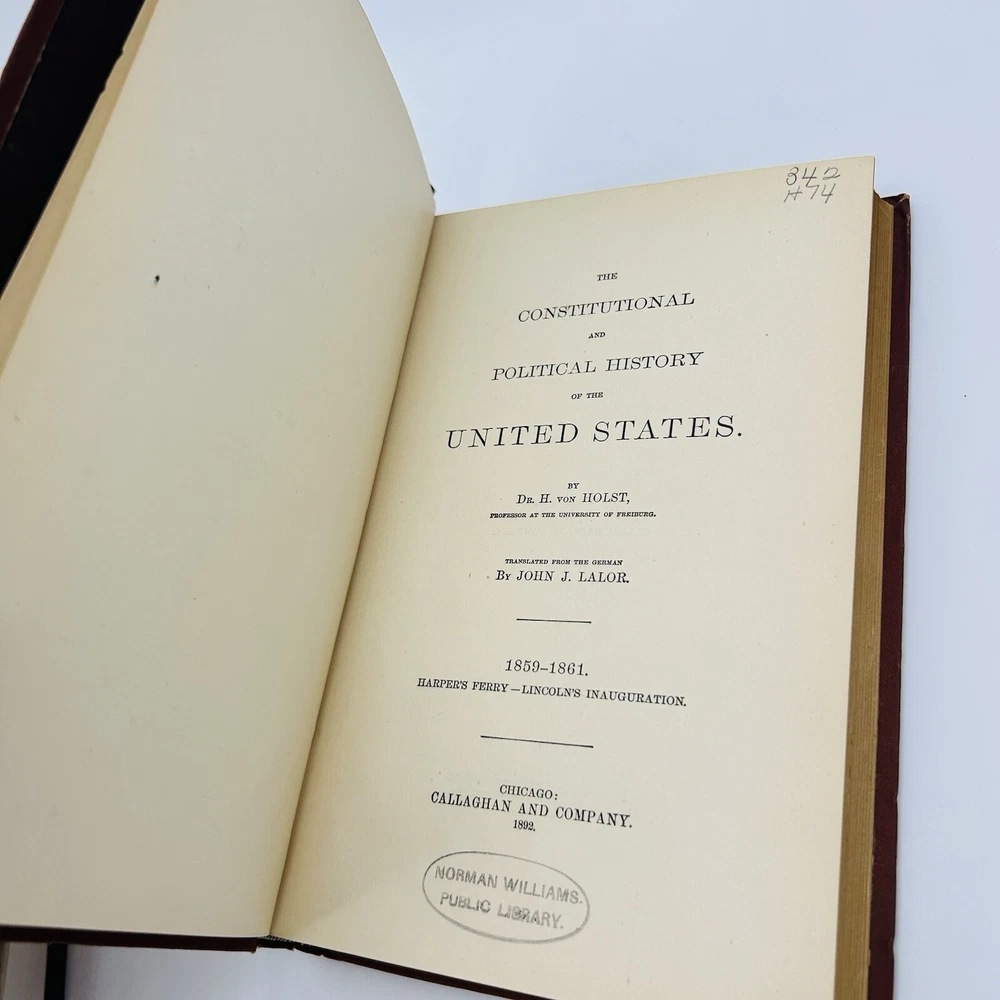 342
H74
THE
CONSTITUTIONAL
AND
POLITICAL HISTORY
OF THE
UNITED STATES.
BY
DR. H. VON HOLST,
PROFESSOR AT THE UNIVERSITY OF FREIBURG.
TRANSLATED FROM THE GERMAN
BY JOHN J. LALOR.
1859–1861.
HARPER'S FERRY—LINCOLN'S INAUGURATION.
CHICAGO:
CALLAGHAN AND COMPANY.
1892.
NORMAN WILLIAMS
PUBLIC LIBRARY.